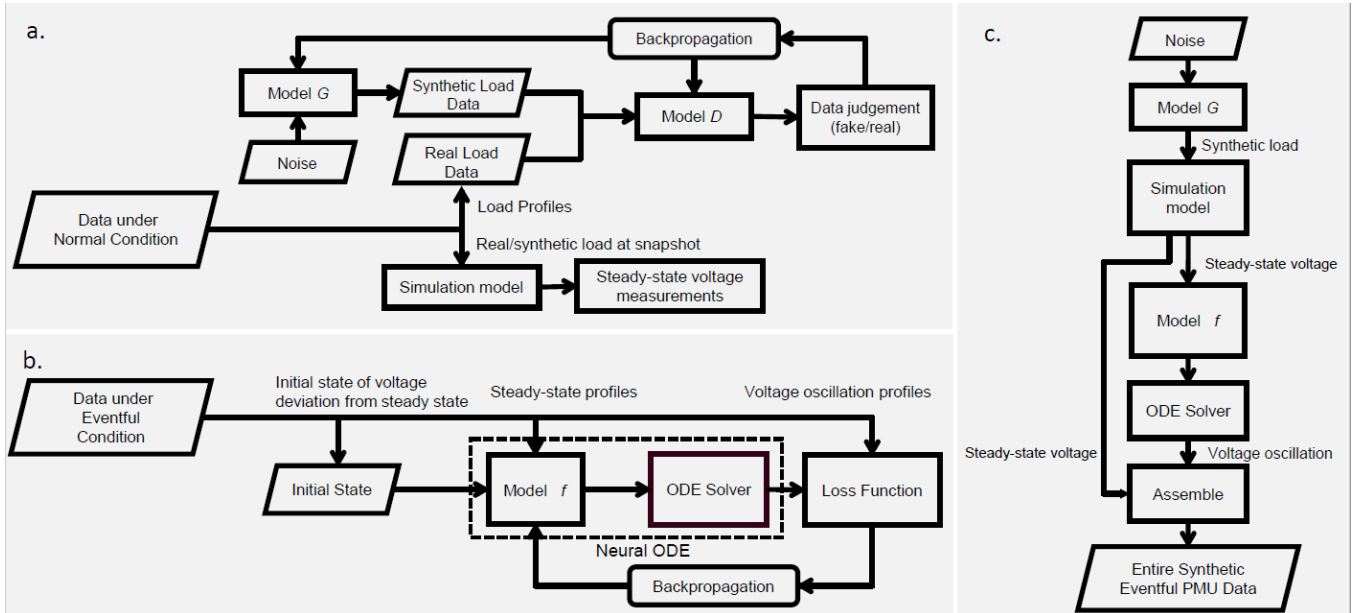 a.
Backpropagation
Model G
Synthetic Load
Data
Model D
Data judgement
(fake/real)
Noise
Real Load
Data
Data under
Normal Condition
Load Profiles
Real/synthetic load at snapshot
Simulation model
Steady-state voltage
measurements
b.
Data under
Eventful
Condition
Initial state of voltage
deviation from steady state
Steady-state profiles
Voltage oscillation profiles
Initial State
Model f
ODE Solver
Loss Function
Neural ODE
Backpropagation
c.
Noise
Model G
Synthetic load
Simulation
model
Steady-state voltage
Model f
ODE Solver
Steady-state voltage
Voltage oscillation
Assemble
Entire Synthetic
Eventful PMU Data